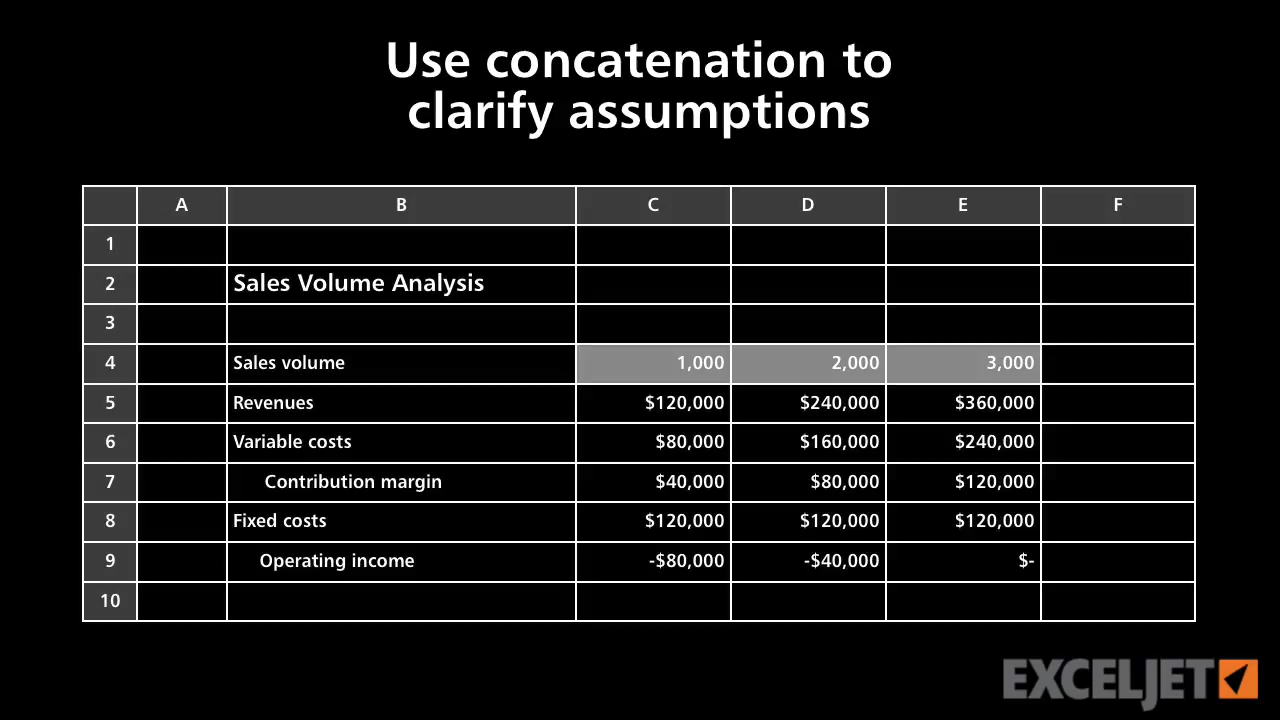 Use concatenation to
clarify assumptions
A B C D E F
1
2 Sales Volume Analysis
3
4 Sales volume 1,000 2,000 3,000
5 Revenues $120,000 $240,000 $360,000
6 Variable costs $80,000 $160,000 $240,000
7 Contribution margin $40,000 $80,000 $120,000
8 Fixed costs $120,000 $120,000 $120,000
9 Operating income -$80,000 -$40,000 $-
10
EXCELJET